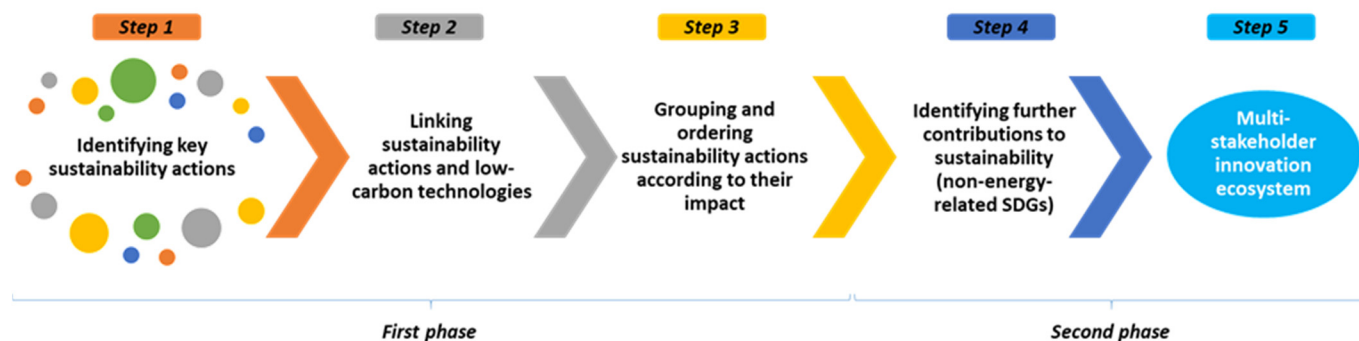 Step 1
Step 2
Step 3
Step 4
Step 5
Identifying key
sustainability actions
Linking
sustainability
actions and low-
carbon technologies
Grouping and
ordering
sustainability actions
according to their
impact
Identifying further
contributions to
sustainability
(non-energy-
related SDGs)
Multi-
stakeholder
innovation
ecosystem
First phase
Second phase